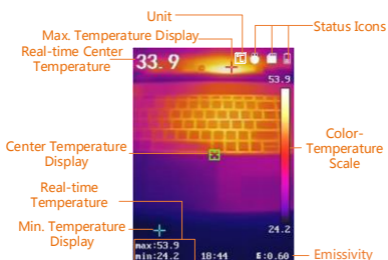 Unit
Max. Temperature Display
Status Icons
Real-time Center
Temperature
33.9
53.9
Center Temperature
Display
Color-
Temperature
Scale
Real-time
Temperature
Min. Temperature
Display
24.2
max:53.9
min:24.2 18:44 E:0.60
Emissivity